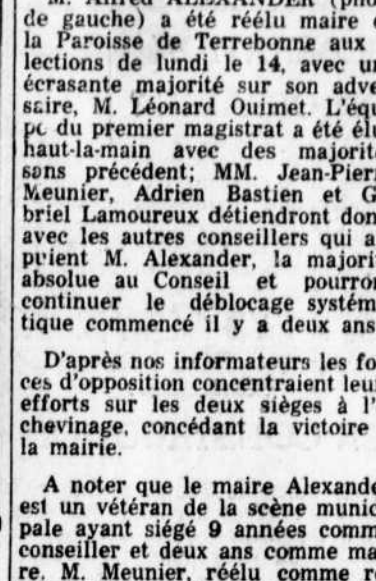 M. Alfred ALEXANDER (pho
de gauche) a été réélu maire
la Paroisse de Terrebonne aux
lections de lundi le 14, avec un
écrasante majorité sur son adve
saire, M. Léonard Ouimet. L'équ
pe du premier magistrat a été élu
haut-la-main avec des majorité
sans précédent; MM. Jean-Pierr
Meunier, Adrien Bastien et G
briel Lamoureux détiendront don
avec les autres conseillers qui a
puient M. Alexander, la majorit
absolue au Conseil et pourron
continuer le déblocage systéma
tique commencé il y a deux ans
D'après nos informateurs les fo
ces d'opposition concentraient leur
efforts sur les deux sièges à l'
chevinage, concédant la victoire
la mairie.
A noter que le maire Alexande
est un vétéran de la scène munic
pale ayant siégé 9 années comm
conseiller et deux ans comme ma
re. M. Meunier, réélu comme re